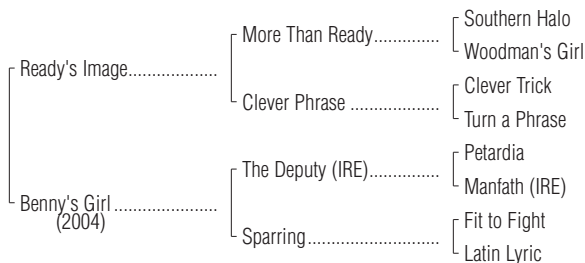 Southern Halo
More Than Ready...............
Woodman's Girl
Ready's Image....................
Clever Trick
Clever Phrase ....................
Turn a Phrase
Petardia
The Deputy (IRE)...............
Manfath (IRE)
Benny's Girl .......................
(2004)
Fit to Fight
Sparring..............................
Latin Lyric